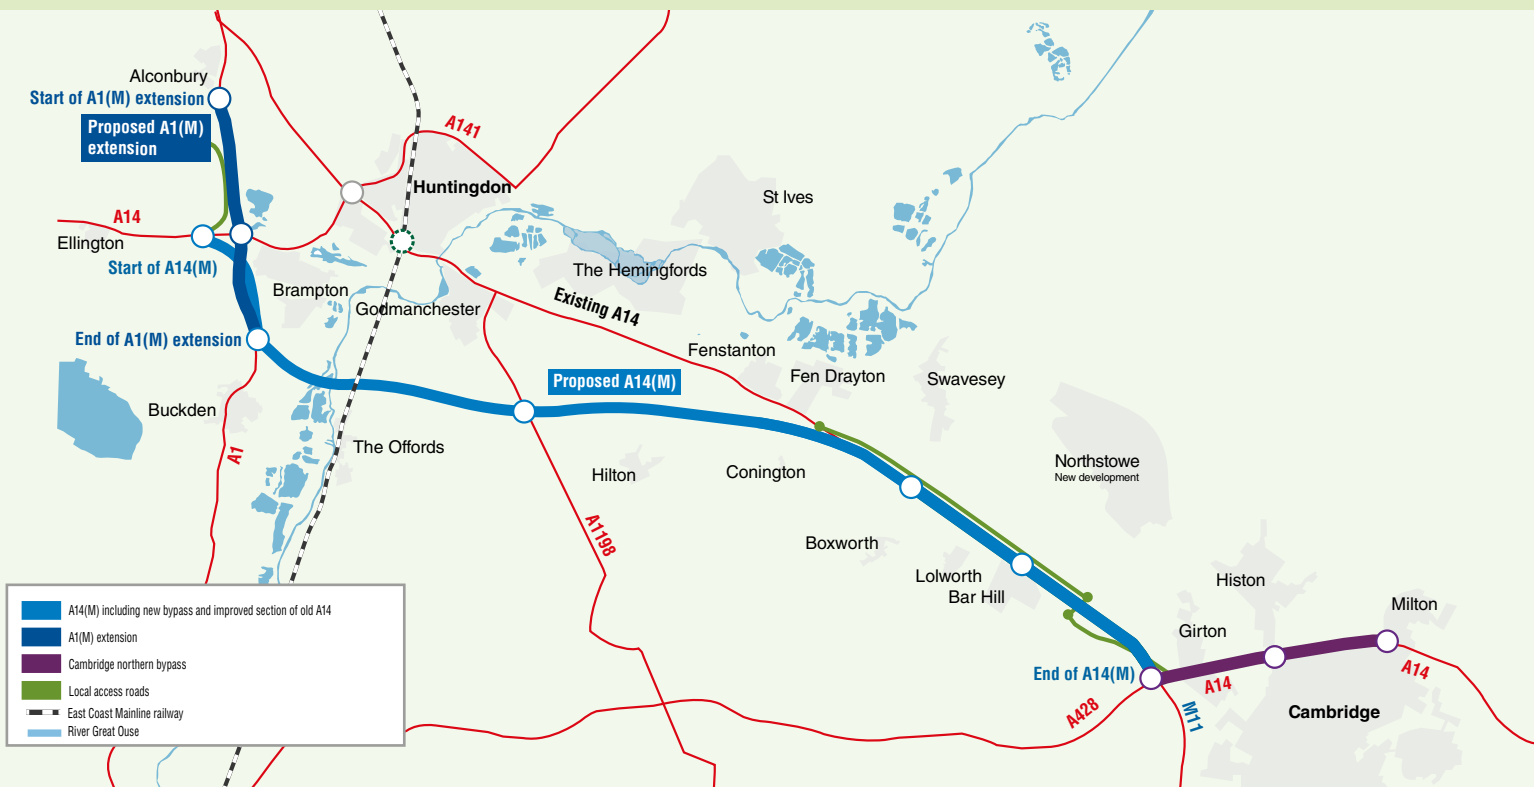 Alconbury
Start of A1(M) extension
Proposed A1(M)
extension
A141
Huntingdon
St Ives
A14
Ellington
Start of A14(M)
The Hemingfords
Brampton
Godmanchester
Existing A14
End of A1(M) extension
Fenstanton
Proposed A14(M)
Fen Drayton
Swavesey
Buckden
A1
The Offords
Hilton
Conington
Northstowe
New development
A1198
Boxworth
Lolworth
Bar Hill
Histon
Milton
Girton
End of A14(M)
A14
A14
A428
M11
Cambridge
A14(M) including new bypass and improved section of old A14
A1(M) extension
Cambridge northern bypass
Local access roads
East Coast Mainline railway
River Great Ouse